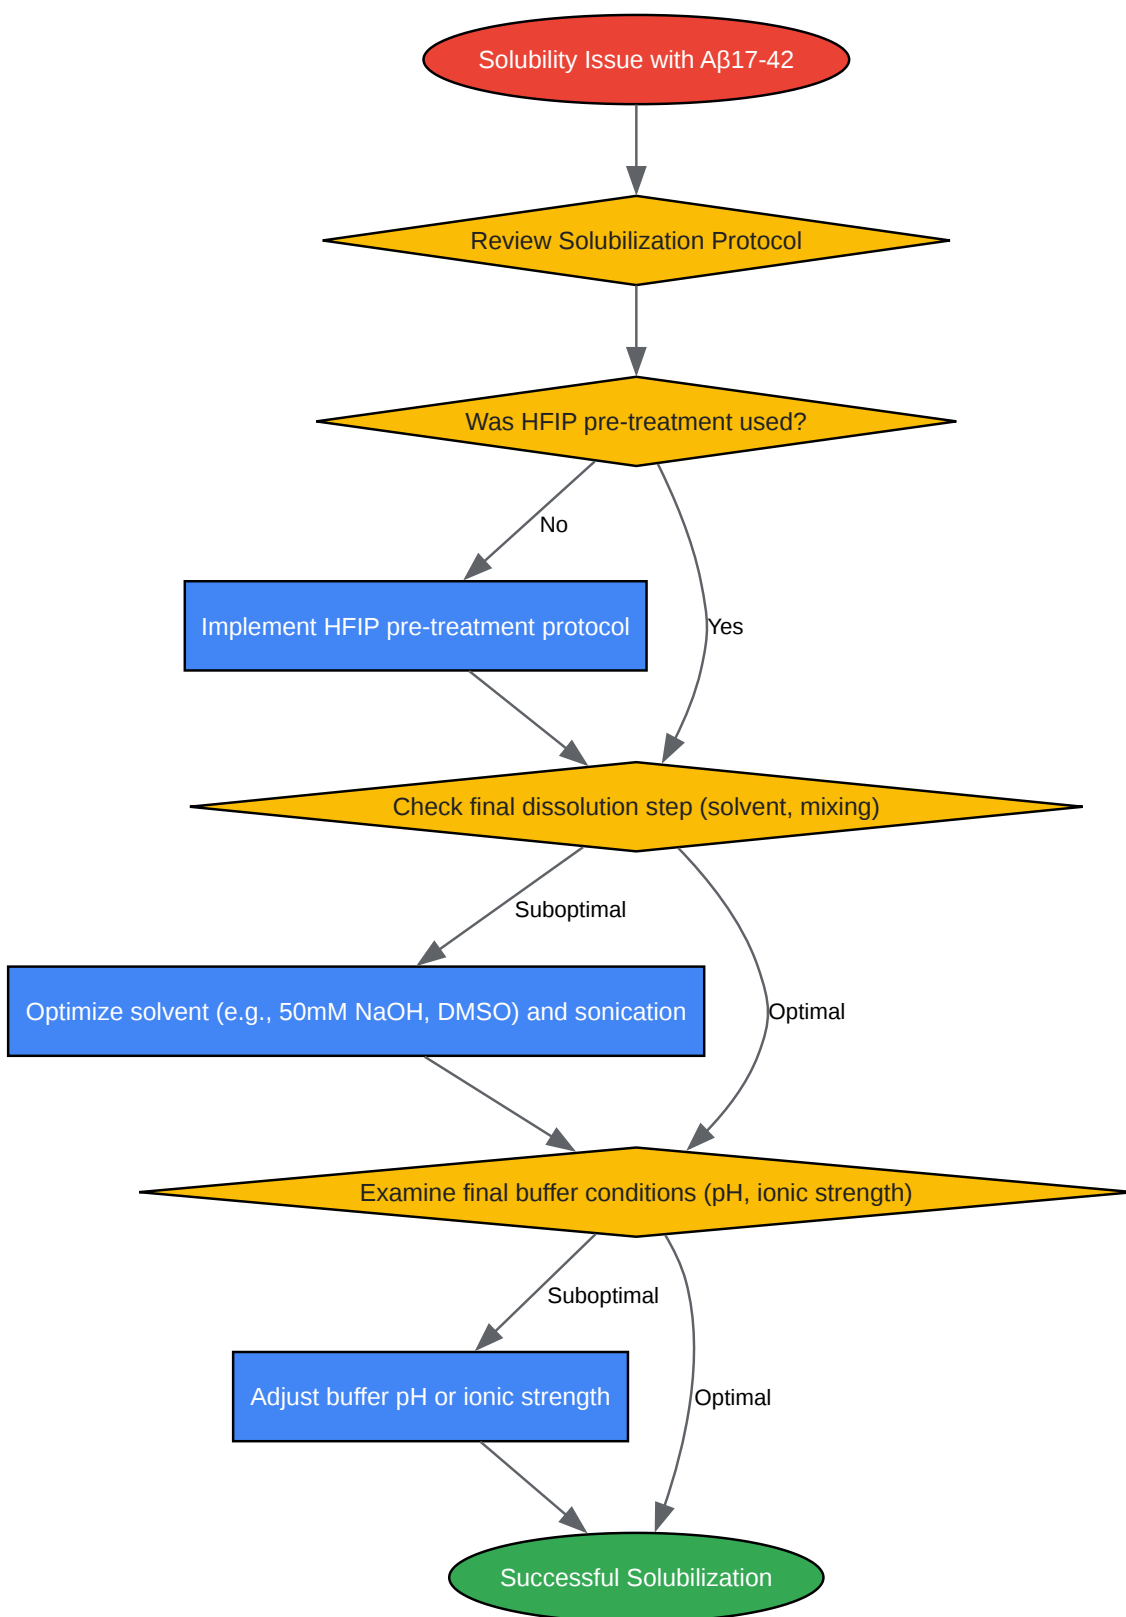 Solubility Issue with Aβ17-42
Review Solubilization Protocol
Was HFIP pre-treatment used?
No
Implement HFIP pre-treatment protocol
Yes
Check final dissolution step (solvent, mixing)
Suboptimal
Optimize solvent (e.g., 50mM NaOH, DMSO) and sonication
Optimal
Examine final buffer conditions (pH, ionic strength)
Suboptimal
Adjust buffer pH or ionic strength
Optimal
Successful Solubilization